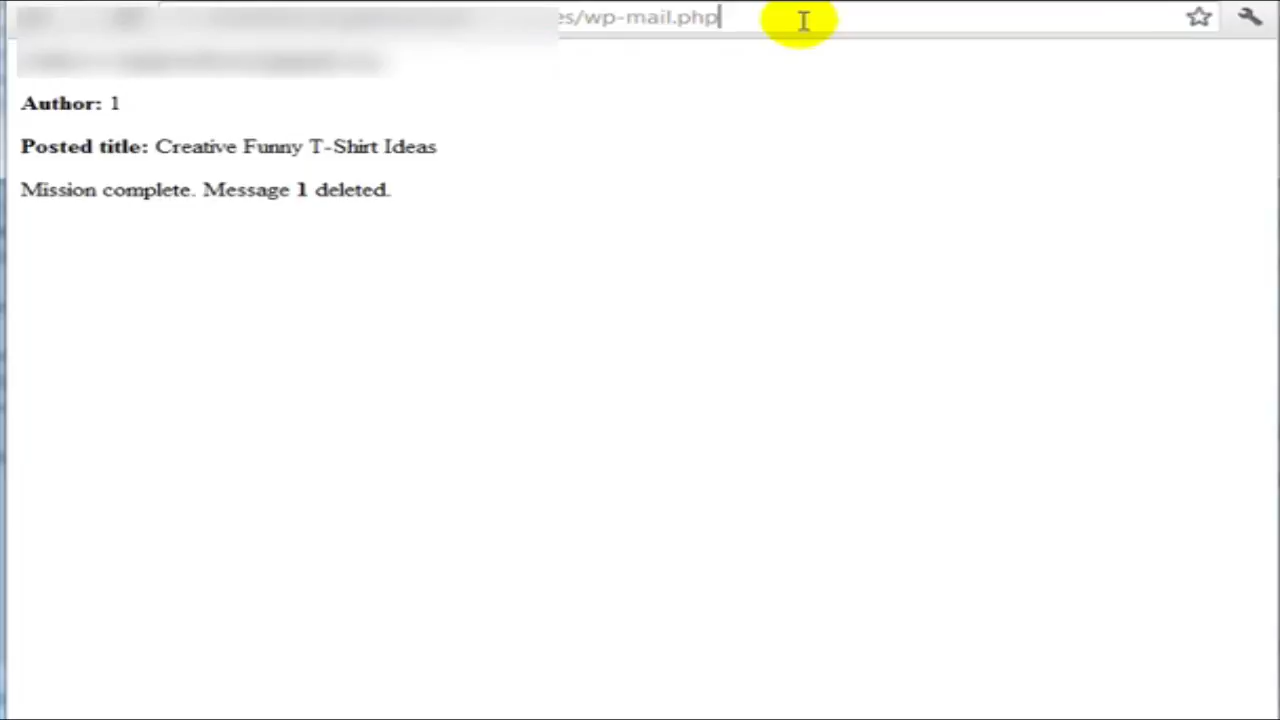 es/wp-mail.php
Author: 1
Posted title: Creative Funny T-Shirt Ideas
Mission complete. Message 1 deleted.